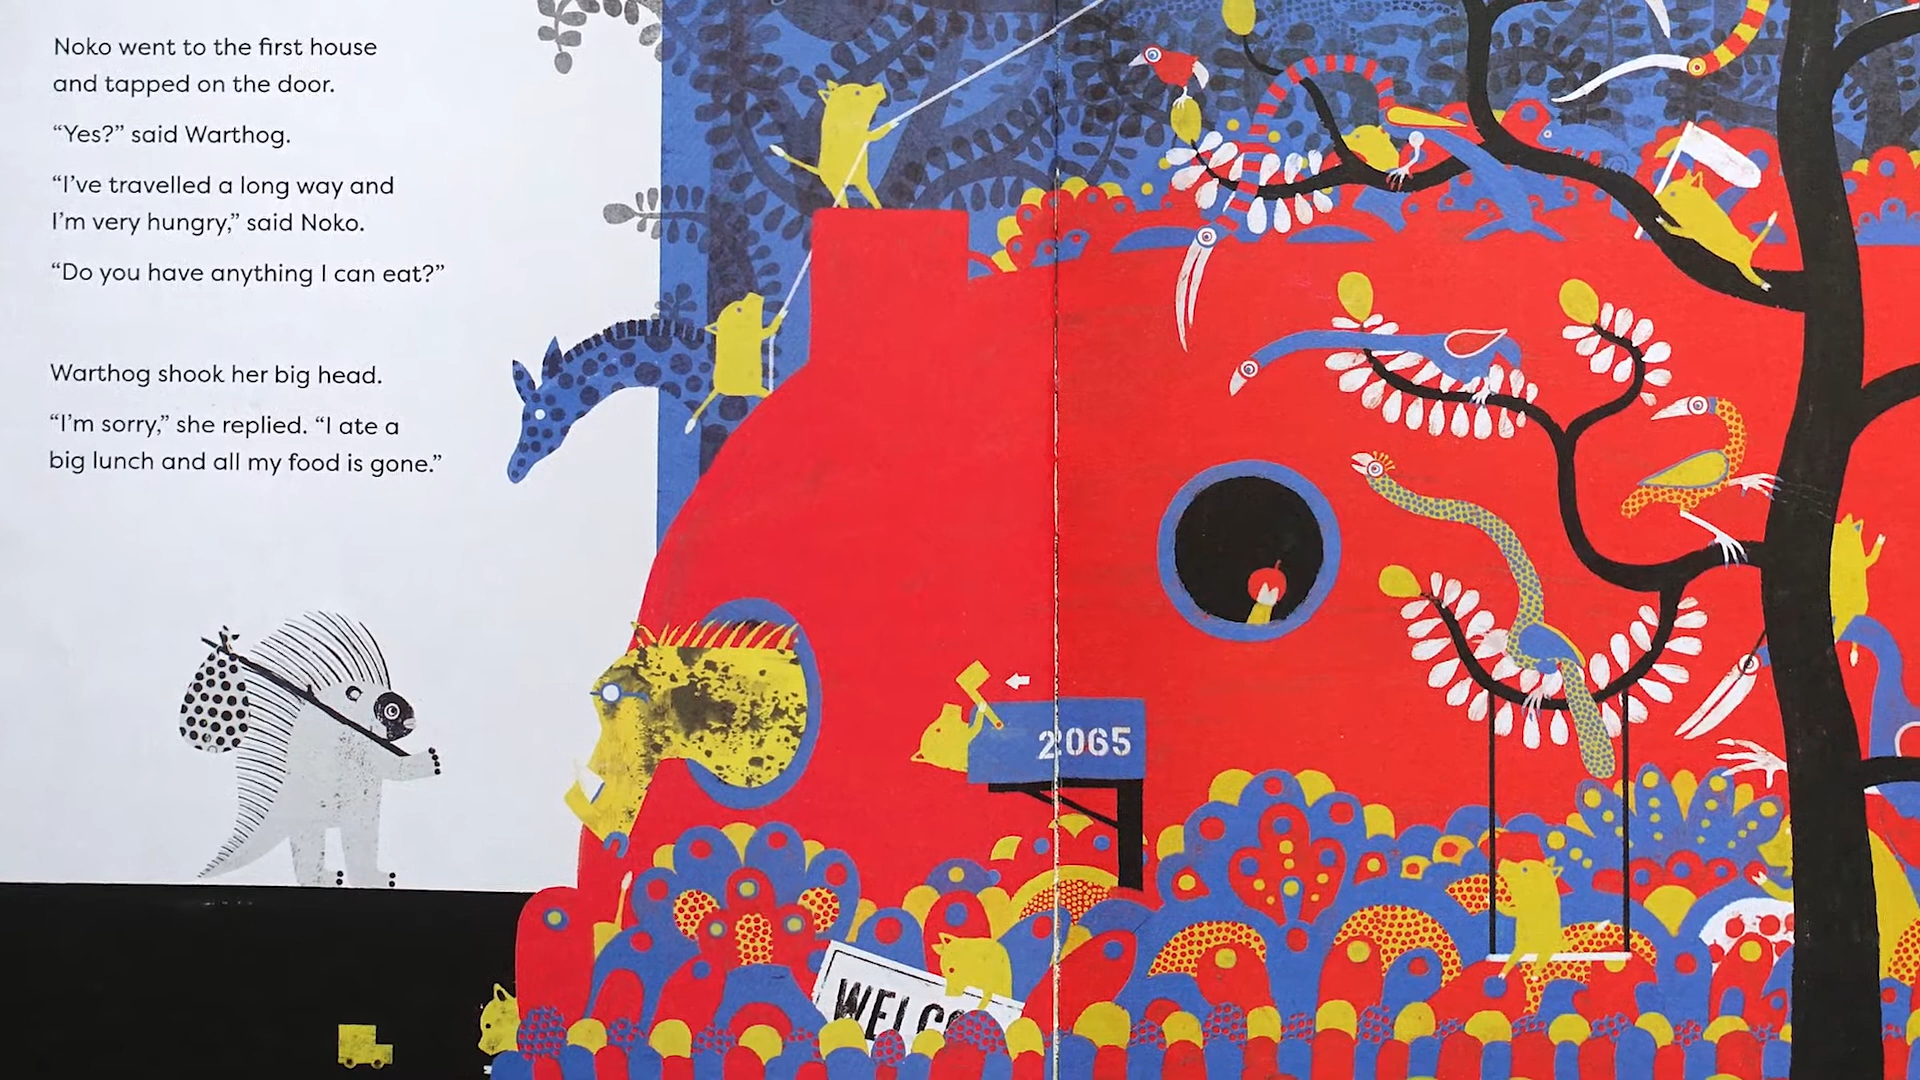 Noko went to the first house
and tapped on the door.
“Yes?” said Warthog.
“I’ve travelled a long way and
I’m very hungry,” said Noko.
“Do you have anything I can eat?”
Warthog shook her big head.
“I’m sorry,” she replied. “I ate a
big lunch and all my food is gone.”
2065
WELCO